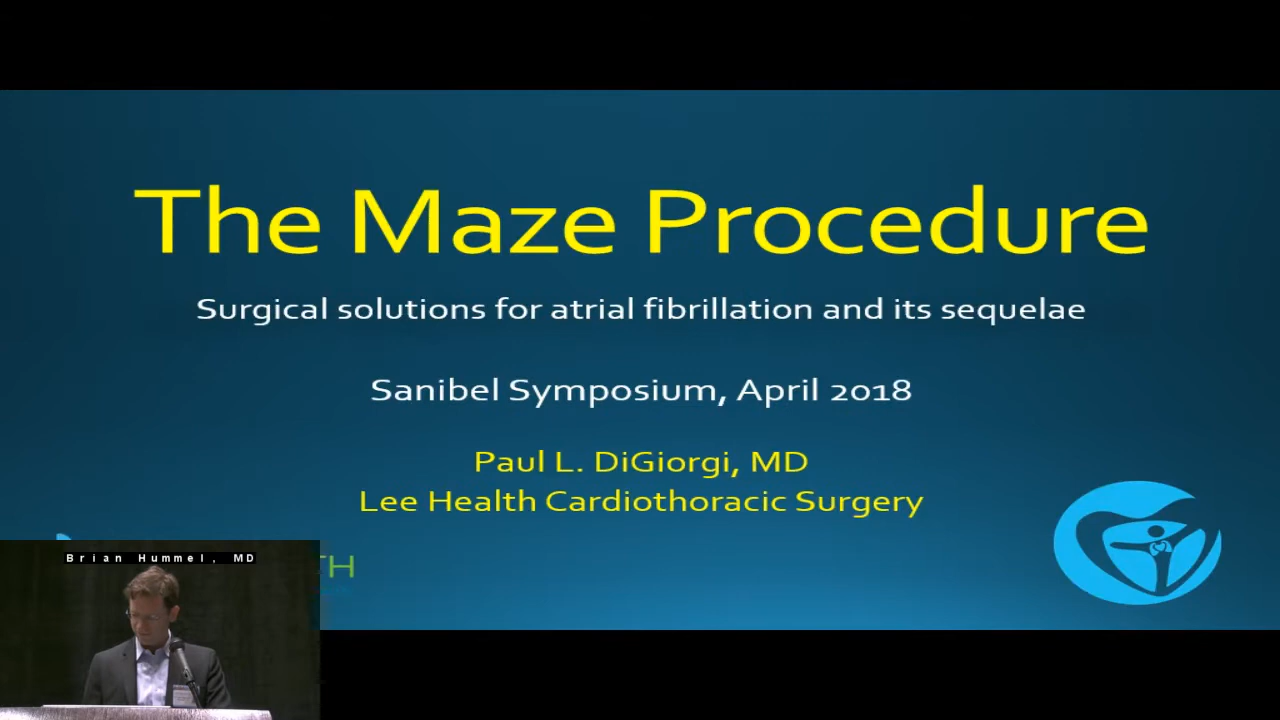 The Maze Procedure
Surgical solutions for atrial fibrillation and its sequelae
Sanibel Symposium, April 2018
Paul L. DiGiorgi, MD
Lee Health Cardiothoracic Surgery
Brian Hummel, MD
TH